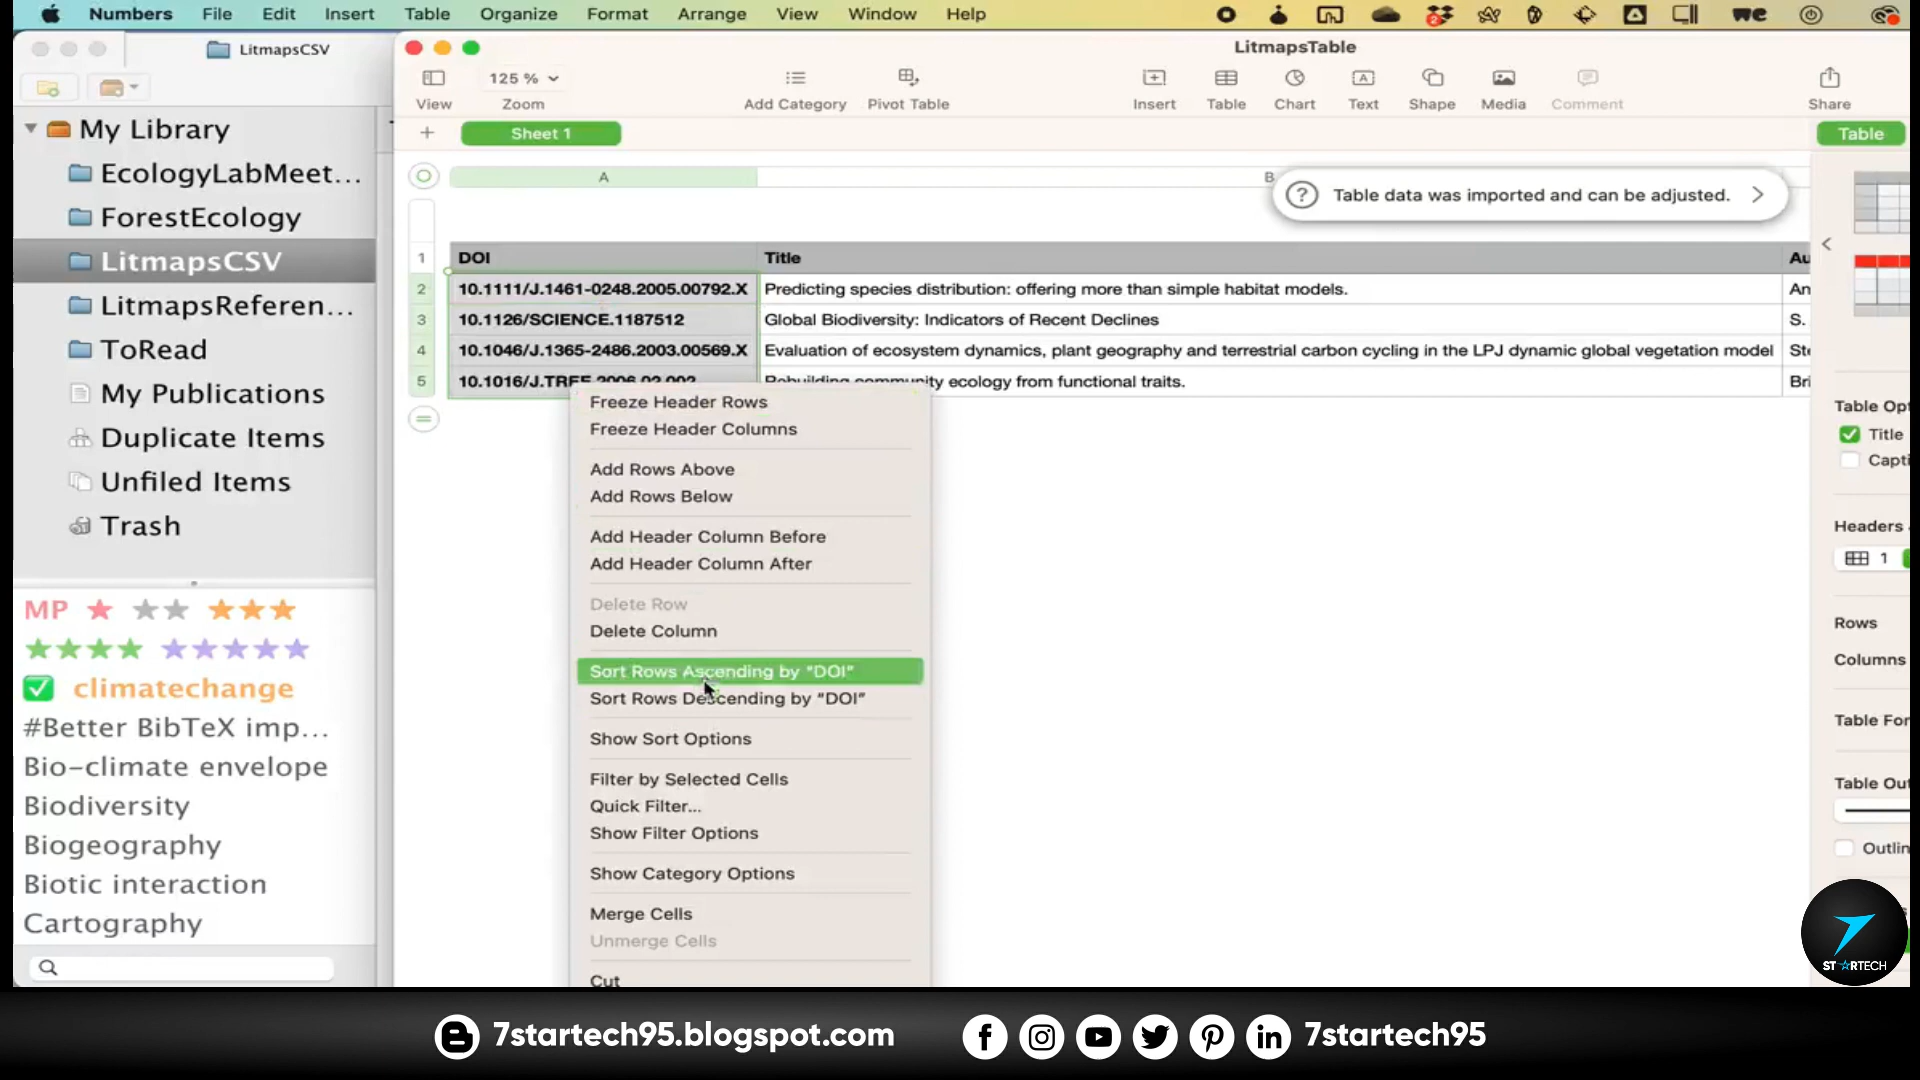 Numbers File Edit Insert Table Organize Format Arrange View Window Help
LitmapsCSV
LitmapsTable
125 %
View Zoom Add Category Pivot Table Insert Table Chart Text Shape Media Comment Share
+ Sheet 1 Table
My Library
EcologyLabMeet...
ForestEcology
LitmapsCSV
LitmapsReferen...
ToRead
My Publications
Duplicate Items
Unfiled Items
Trash
MP
climatechange
#Better BibTeX imp...
Bio-climate envelope
Biodiversity
Biogeography
Biotic interaction
Cartography
A B
Table data was imported and can be adjusted.
1 DOI Title Au
2 10.1111/J.1461-0248.2005.00792.X Predicting species distribution: offering more than simple habitat models. An
3 10.1126/SCIENCE.1187512 Global Biodiversity: Indicators of Recent Declines S.
4 10.1046/J.1365-2486.2003.00569.X Evaluation of ecosystem dynamics, plant geography and terrestrial carbon cycling in the LPJ dynamic global vegetation model Ste
5 10.1016/J.TREE.2006.02.002 Rebuilding community ecology from functional traits. Bri
Freeze Header Rows
Freeze Header Columns
Add Rows Above
Add Rows Below
Add Header Column Before
Add Header Column After
Delete Row
Delete Column
Sort Rows Ascending by "DOI"
Sort Rows Descending by "DOI"
Show Sort Options
Filter by Selected Cells
Quick Filter...
Show Filter Options
Show Category Options
Merge Cells
Unmerge Cells
Cut
Table Opt
Title
Capti
Headers
1
Rows
Columns
Table For
Table Out
Outlin
STARTECH
7startech95.blogspot.com 7startech95